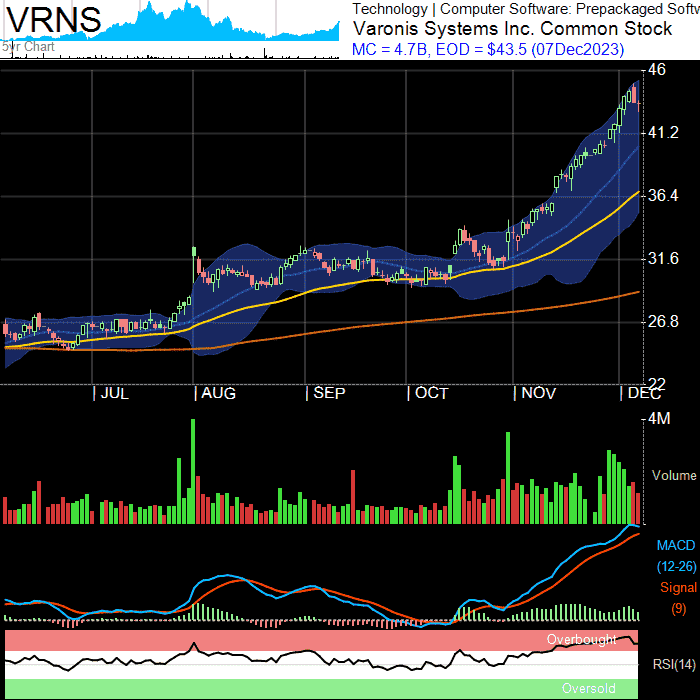 VRNS
5yr Chart
Technology | Computer Software: Prepackaged Softw
Varonis Systems Inc. Common Stock
MC = 4.7B, EOD = $43.5 (07Dec2023)
46
41.2
36.4
31.6
26.8
22
JUL AUG SEP OCT NOV DEC
4M
Volume
MACD
(12-26)
Signal
(9)
Overbought
RSI(14)
Oversold